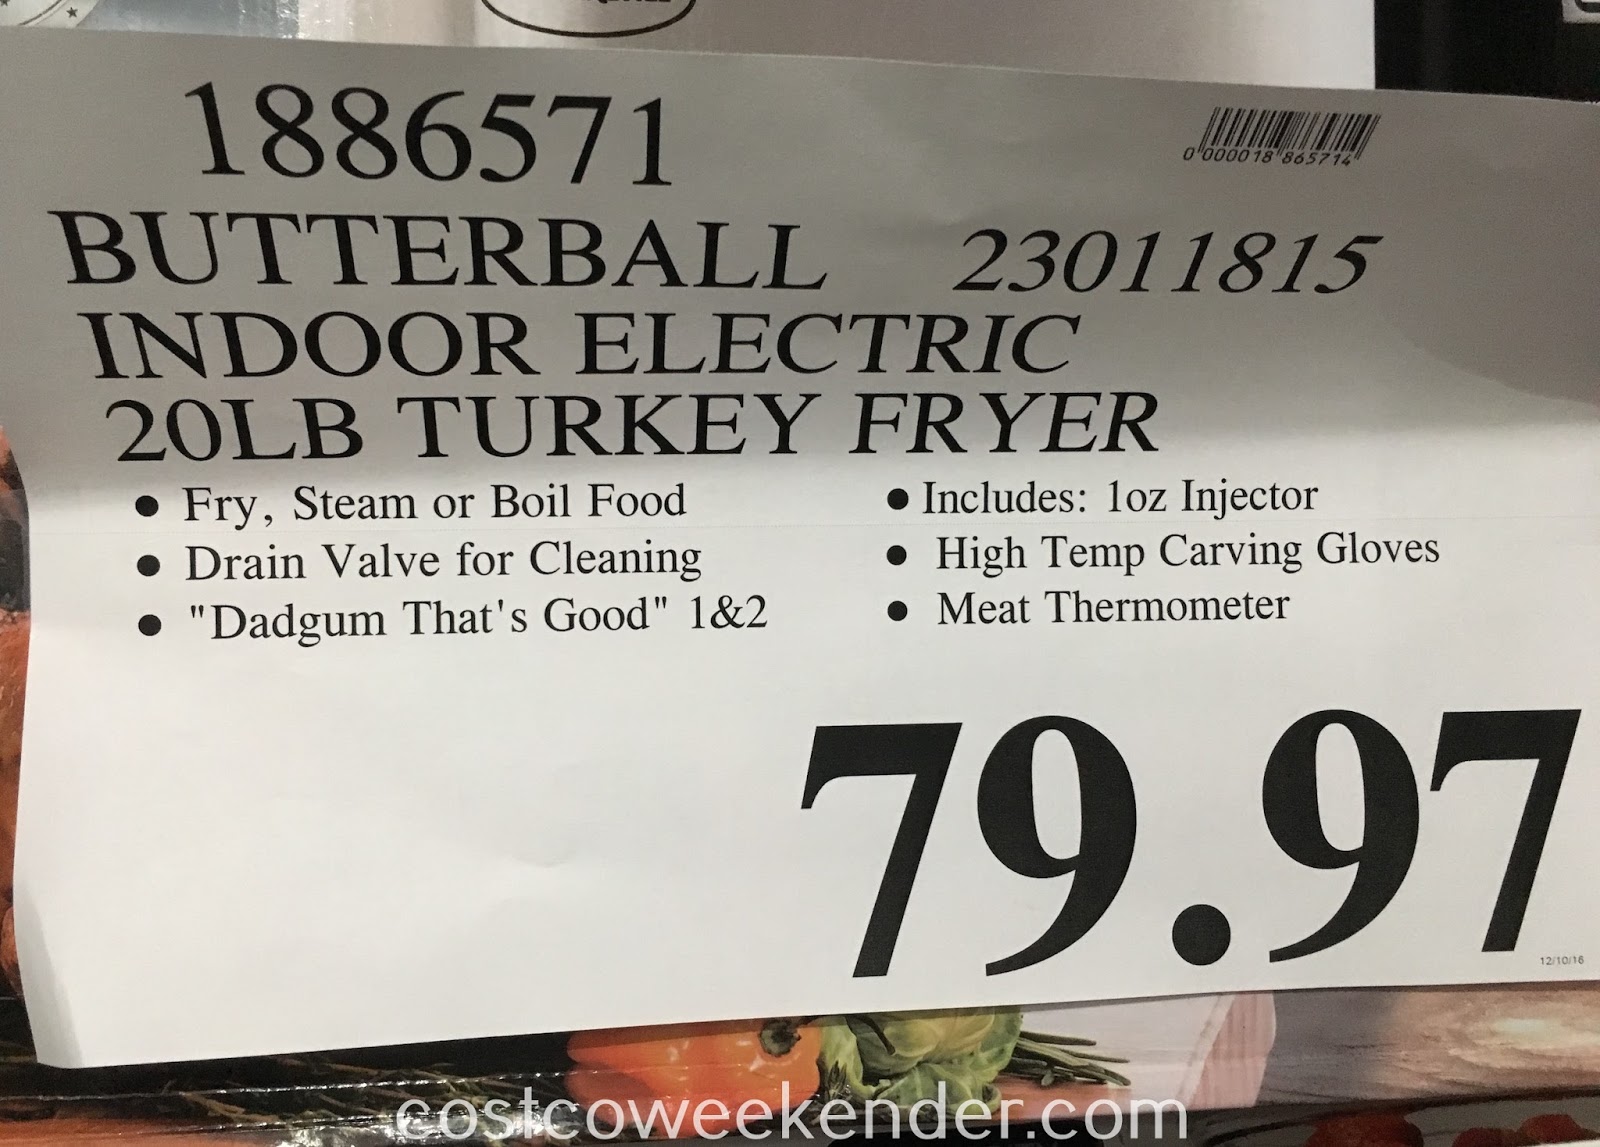 1886571
0 000018 865714
BUTTERBALL 23011815
INDOOR ELECTRIC
20LB TURKEY FRYER
• Fry, Steam or Boil Food
• Drain Valve for Cleaning
• "Dadgum That's Good" 1&2
• Includes: 1oz Injector
• High Temp Carving Gloves
• Meat Thermometer
79.97
12/10/16
costcoweekender.com